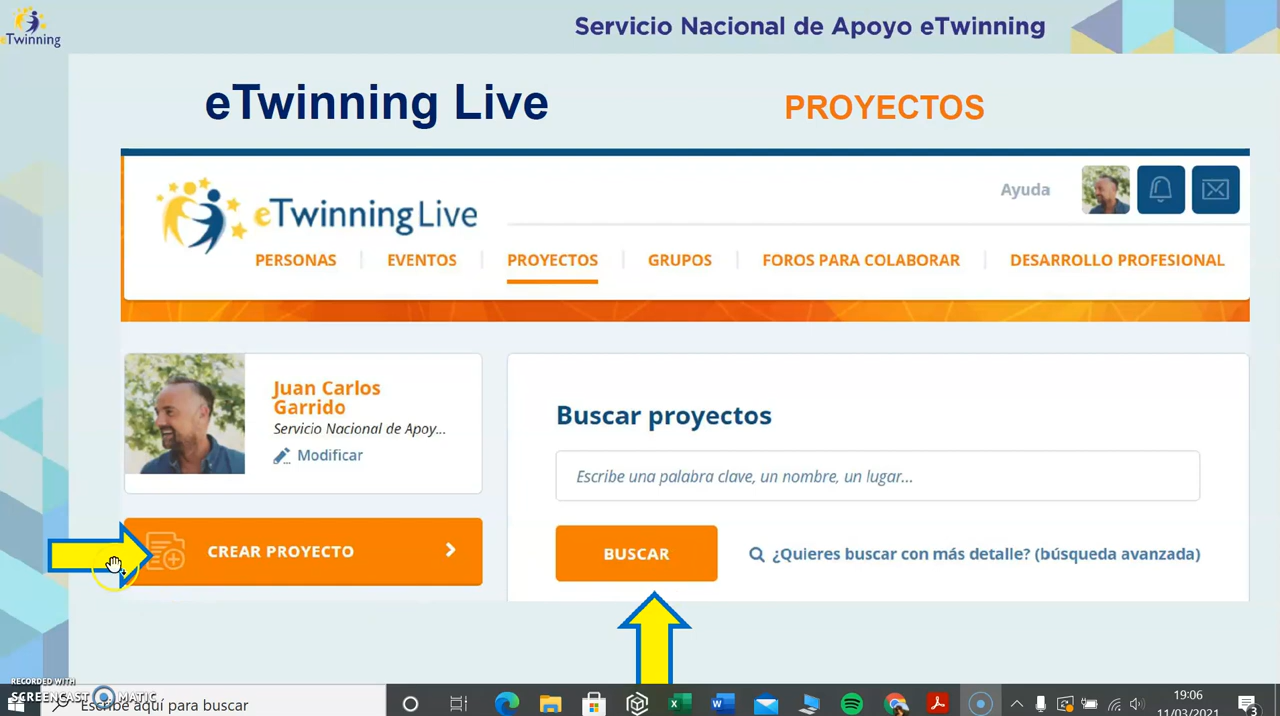 eTwinning
Servicio Nacional de Apoyo eTwinning
eTwinning Live
PROYECTOS
Ayuda
eTwinningLive
PERSONAS EVENTOS PROYECTOS GRUPOS FOROS PARA COLABORAR DESARROLLO PROFESIONAL
Juan Carlos
Garrido
Servicio Nacional de Apoy...
Modificar
Buscar proyectos
Escribe una palabra clave, un nombre, un lugar...
CREAR PROYECTO
BUSCAR
¿Quieres buscar con más detalle? (búsqueda avanzada)
RECORDED WITH
SCREENCAST MATIC
Escribe aquí para buscar
19:06
11/03/2021
3